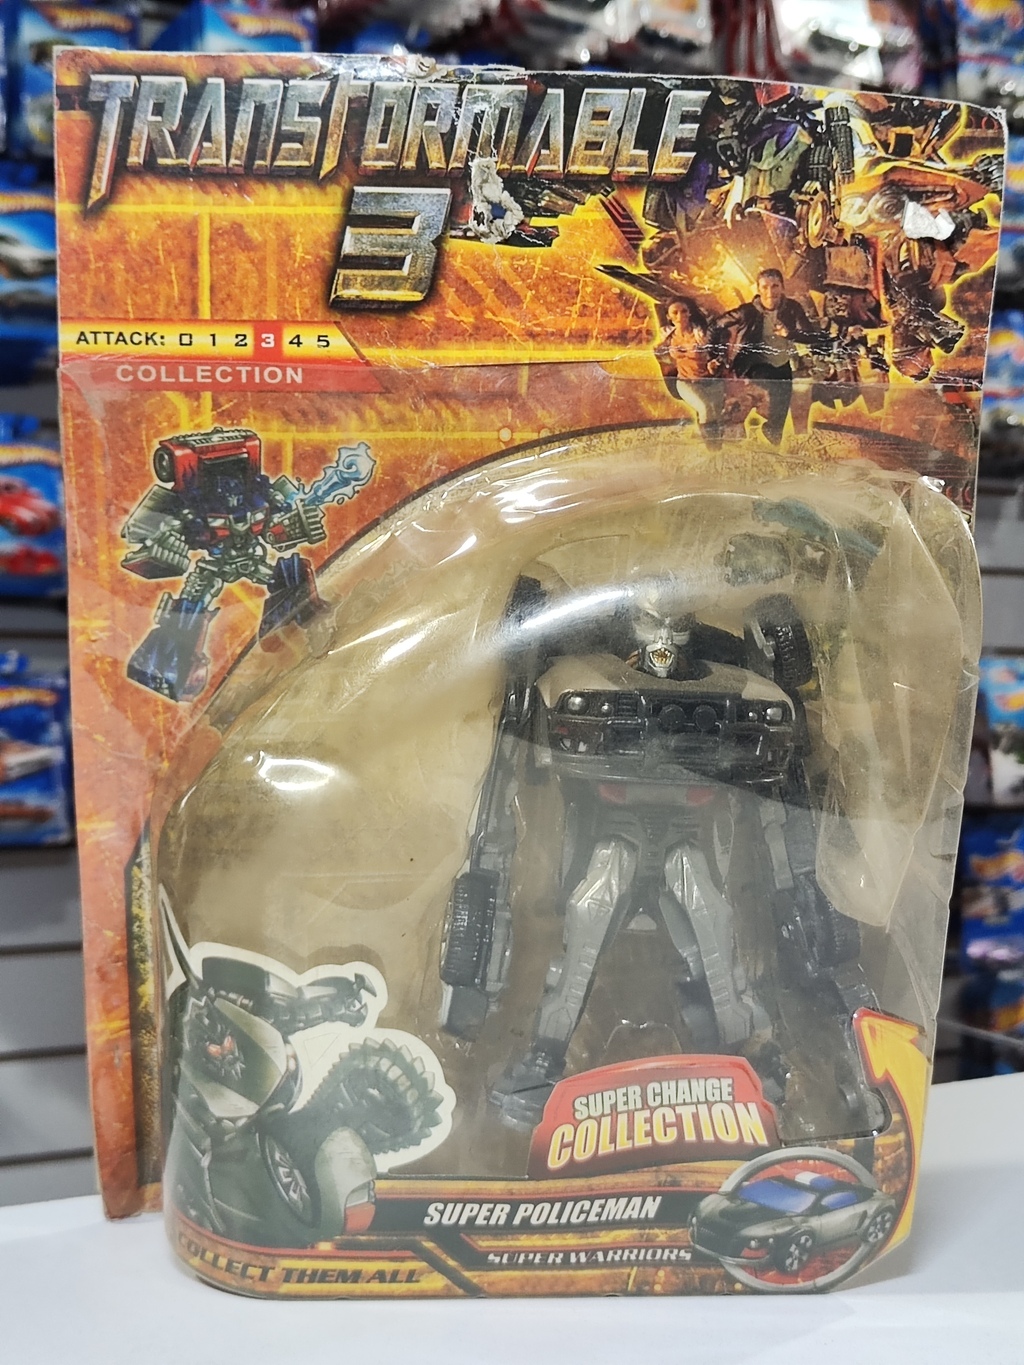 TRANSFORMABLE
3
ATTACK: 0 1 2 3 4 5
COLLECTION
SUPER CHANGE
COLLECTION
SUPER POLICEMAN
SUPER WARRIORS
COLLECT THEM ALL